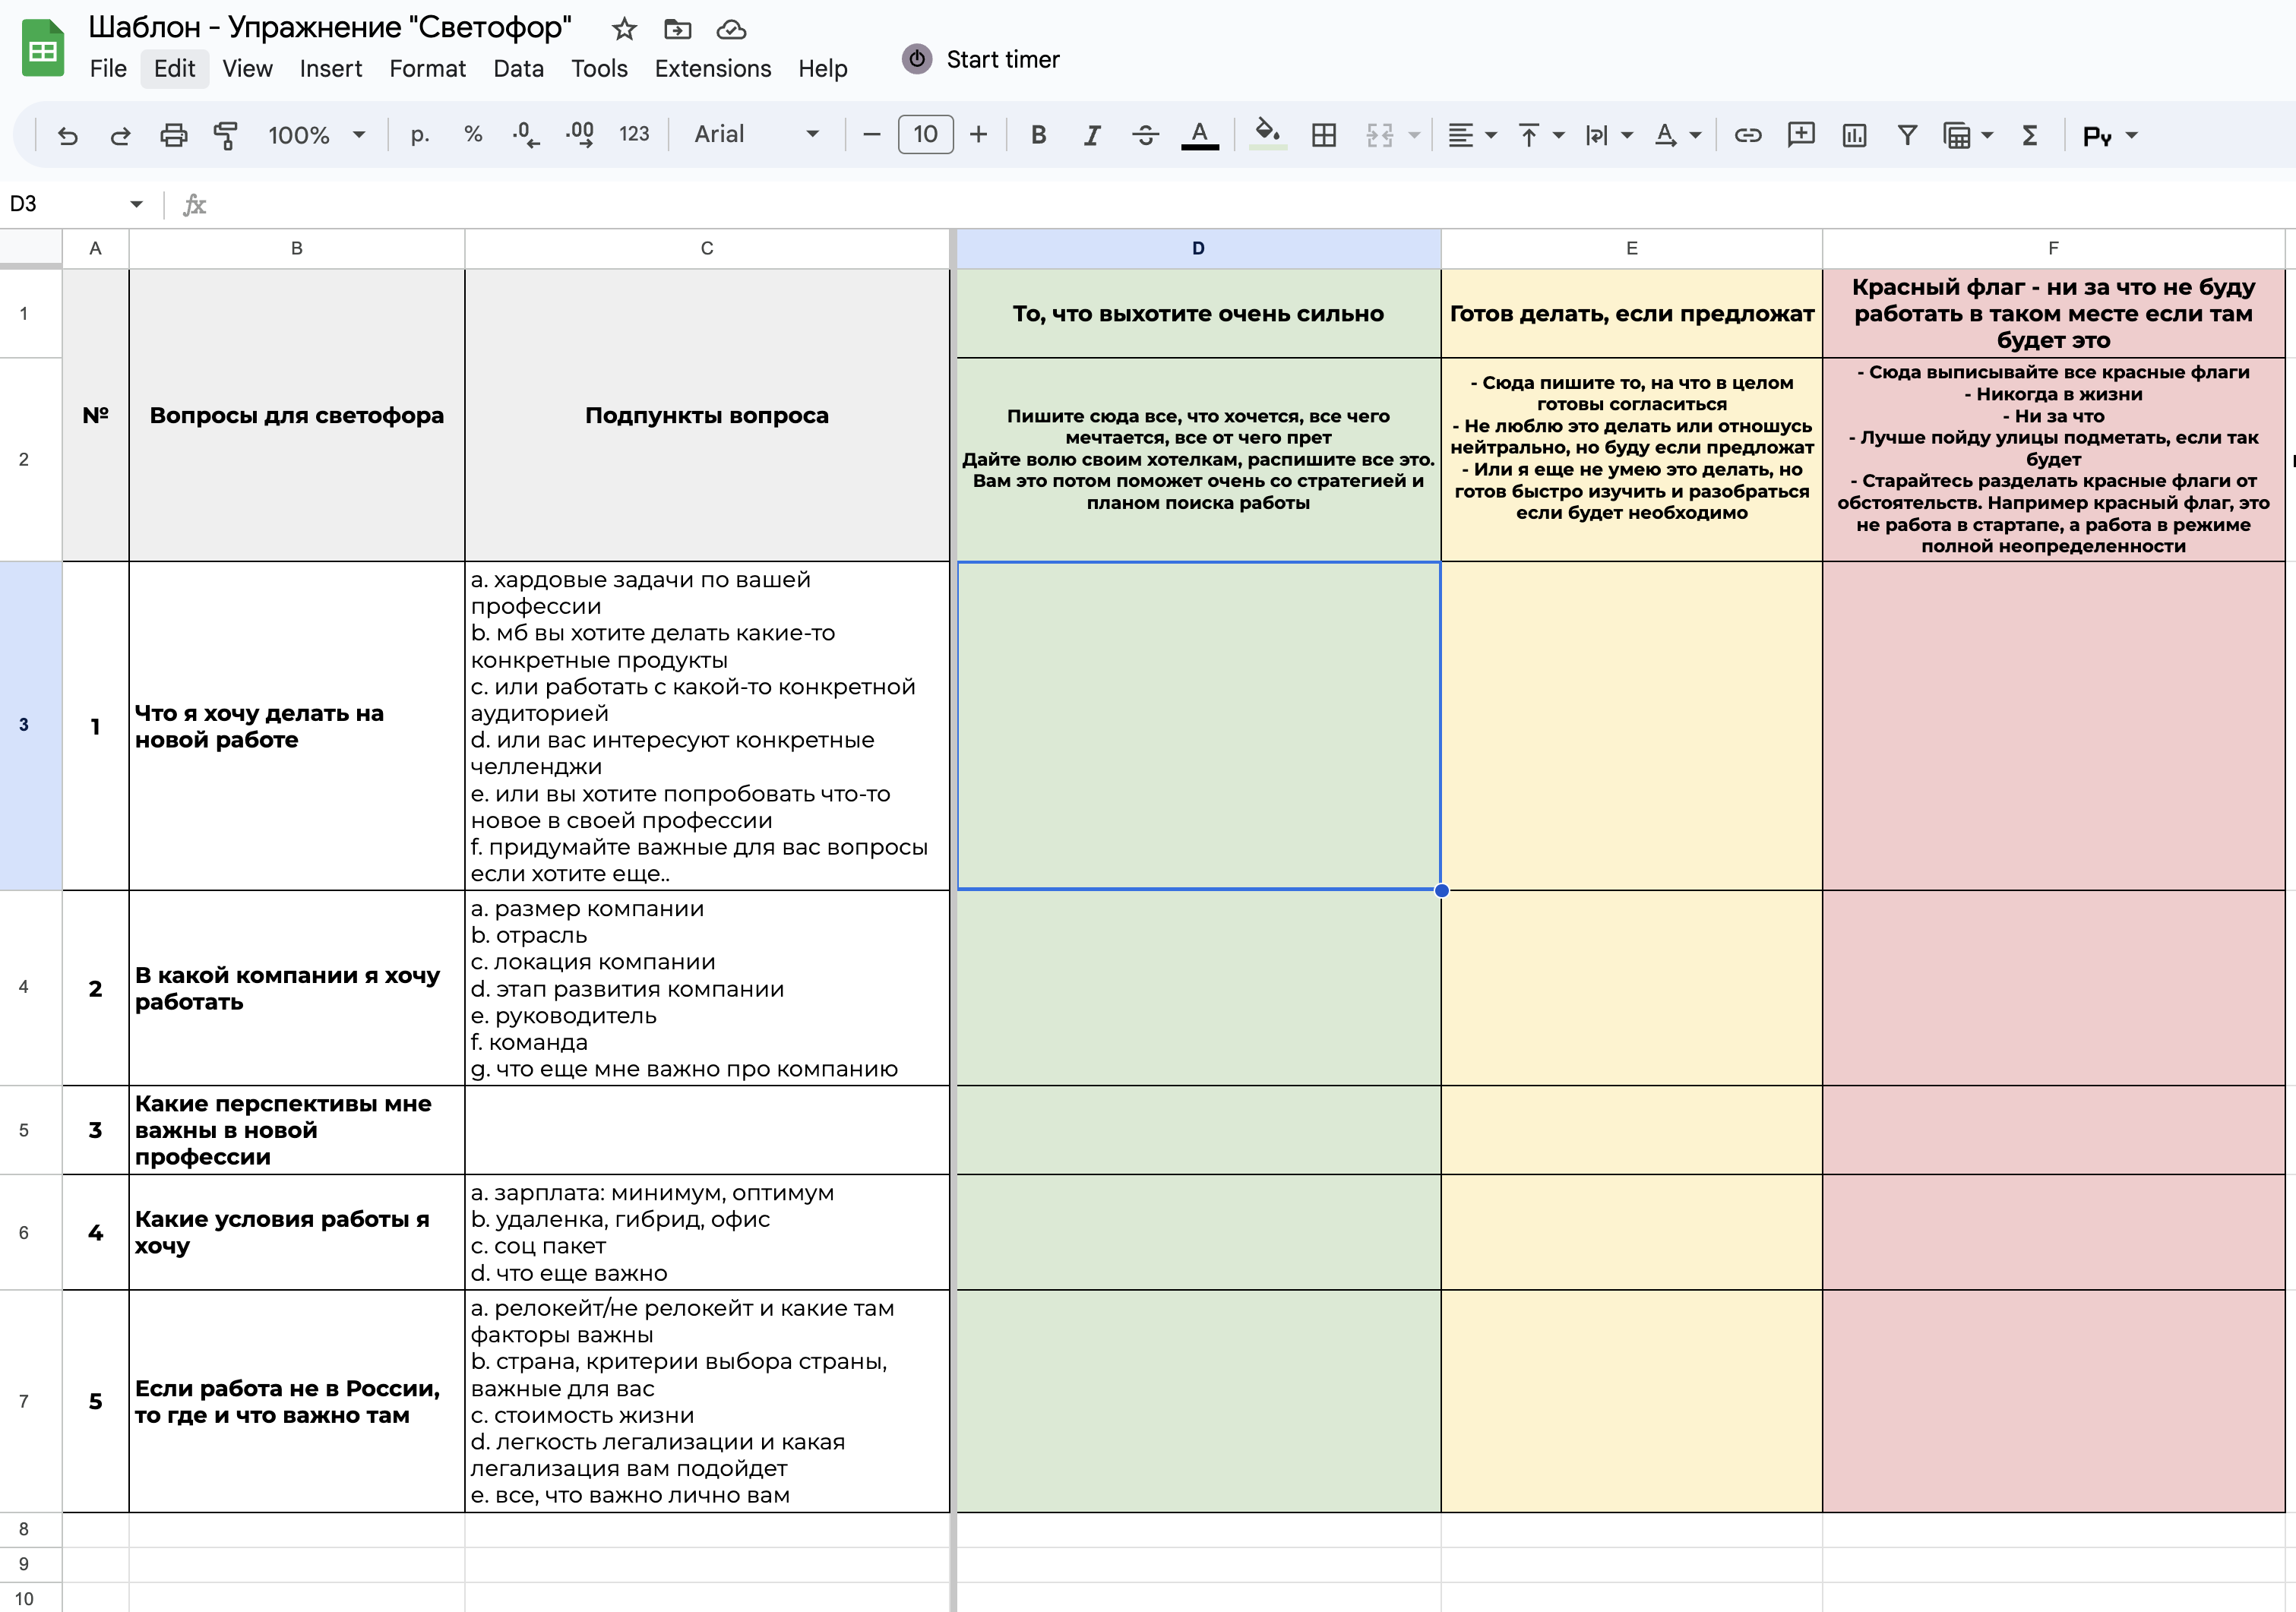 Шаблон - Упражнение "Светофор"
File Edit View Insert Format Data Tools Extensions Help
Start timer
100% р. % .0 .00 123 Arial 10 B I A Σ Py
D3 fx
A B C D E F
1
№
Вопросы для светофора
Подпункты вопроса
То, что выхотите очень сильно
Готов делать, если предложат
Красный флаг - ни за что не буду
работать в таком месте если там
будет это
2
Пишите сюда все, что хочется, все чего
мечтается, все от чего прет
Дайте волю своим хотелкам, распишите все это.
Вам это потом поможет очень со стратегией и
планом поиска работы
- Сюда пишите то, на что в целом
готовы согласиться
- Не люблю это делать или отношусь
нейтрально, но буду если предложат
- Или я еще не умею это делать, но
готов быстро изучить и разобраться
если будет необходимо
- Сюда выписывайте все красные флаги
- Никогда в жизни
- Ни за что
- Лучше пойду улицы подметать, если так
будет
- Старайтесь разделать красные флаги от
обстоятельств. Например красный флаг, это
не работа в стартапе, а работа в режиме
полной неопределенности
3
1
Что я хочу делать на
новой работе
a. хардовые задачи по вашей
профессии
b. мб вы хотите делать какие-то
конкретные продукты
c. или работать с какой-то конкретной
аудиторией
d. или вас интересуют конкретные
челленджи
e. или вы хотите попробовать что-то
новое в своей профессии
f. придумайте важные для вас вопросы
если хотите еще..
4
2
В какой компании я хочу
работать
a. размер компании
b. отрасль
c. локация компании
d. этап развития компании
e. руководитель
f. команда
g. что еще мне важно про компанию
5
3
Какие перспективы мне
важны в новой
профессии
6
4
Какие условия работы я
хочу
a. зарплата: минимум, оптимум
b. удаленка, гибрид, офис
c. соц пакет
d. что еще важно
7
5
Если работа не в России,
то где и что важно там
a. релокейт/не релокейт и какие там
факторы важны
b. страна, критерии выбора страны,
важные для вас
c. стоимость жизни
d. легкость легализации и какая
легализация вам подойдет
e. все, что важно лично вам
8
9
10